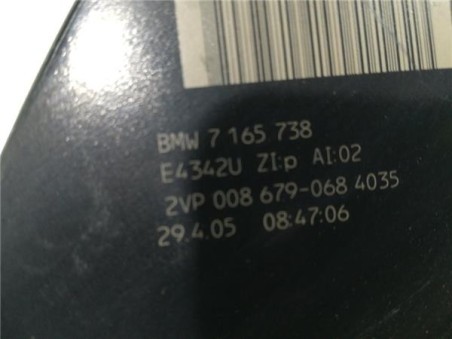 BMW 7 165 738
E4342U ZI:p AI:02
2VP 008 679-068 4035
29.4.05 08:47:06